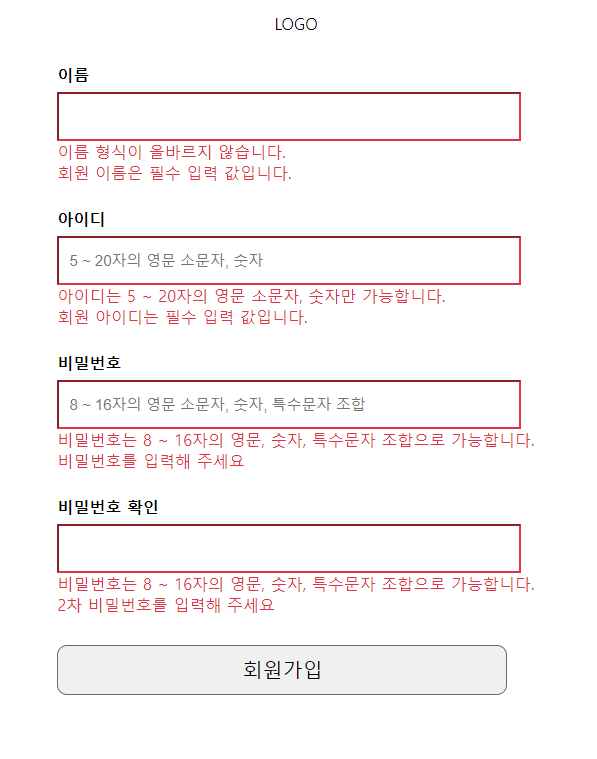 LOGO
이름
이름 형식이 올바르지 않습니다.
회원 이름은 필수 입력 값입니다.
아이디
5 ~ 20자의 영문 소문자, 숫자
아이디는 5 ~ 20자의 영문 소문자, 숫자만 가능합니다.
회원 아이디는 필수 입력 값입니다.
비밀번호
8 ~ 16자의 영문 소문자, 숫자, 특수문자 조합
비밀번호는 8 ~ 16자의 영문, 숫자, 특수문자 조합으로 가능합니다.
비밀번호를 입력해 주세요
비밀번호 확인
비밀번호는 8 ~ 16자의 영문, 숫자, 특수문자 조합으로 가능합니다.
2차 비밀번호를 입력해 주세요
회원가입